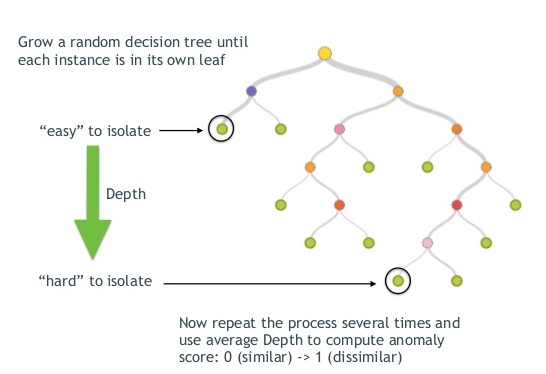 Grow a random decision tree until
each instance is in its own leaf
“easy” to isolate
Depth
“hard” to isolate
Now repeat the process several times and
use average Depth to compute anomaly
score: 0 (similar) -> 1 (dissimilar)